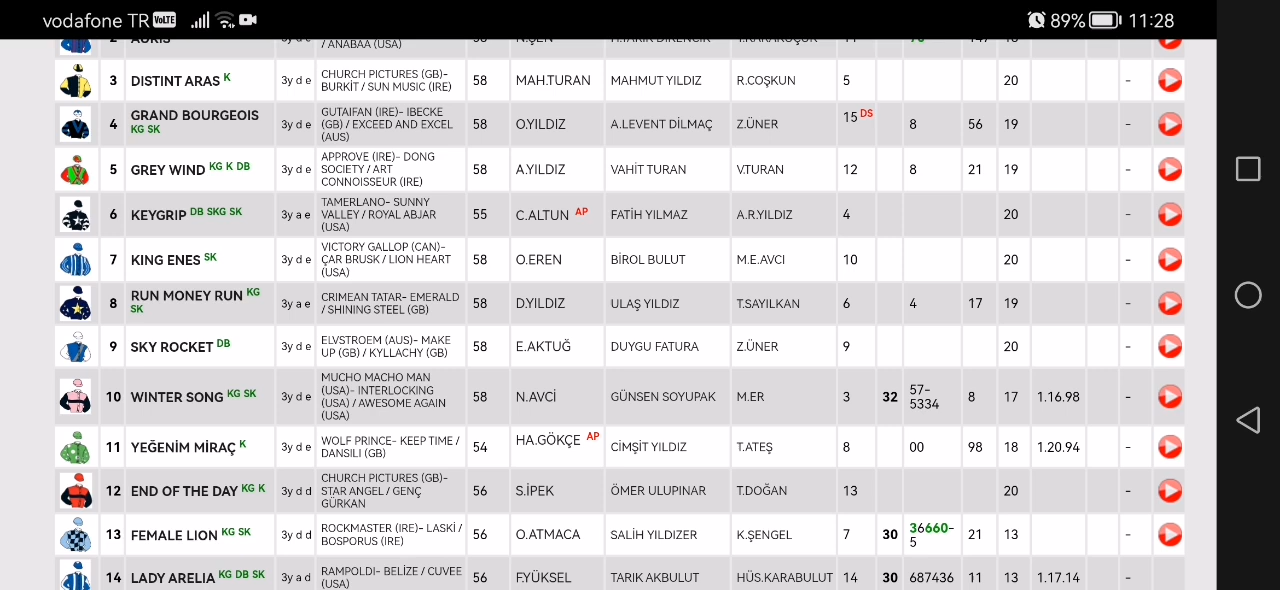 vodafone TR VoLTE 89% 11:28
2 AURIS 3y d e / ANABAA (USA) 58 N.ŞEN
3 DISTINT ARAS K 3y d e CHURCH PICTURES (GB)- BURKİT / SUN MUSIC (IRE) 58 MAH.TURAN MAHMUT YILDIZ R.COŞKUN 5 20 -
4 GRAND BOURGEOIS KG SK 3y d e GUTAIFAN (IRE)- IBECKE (GB) / EXCEED AND EXCEL (AUS) 58 O.YILDIZ A.LEVENT DİLMAÇ Z.ÜNER 15 DS 8 56 19 -
5 GREY WIND KG K DB 3y d e APPROVE (IRE)- DONG SOCIETY / ART CONNOISSEUR (IRE) 58 A.YILDIZ VAHİT TURAN V.TURAN 12 8 21 19 -
6 KEYGRIP DB SKG SK 3y a e TAMERLANO- SUNNY VALLEY / ROYAL ABJAR (USA) 55 C.ALTUN AP FATİH YILMAZ A.R.YILDIZ 4 20 -
7 KING ENES SK 3y d e VICTORY GALLOP (CAN)- ÇAR BRUSK / LION HEART (USA) 58 O.EREN BİROL BULUT M.E.AVCI 10 20 -
8 RUN MONEY RUN KG SK 3y a e CRIMEAN TATAR- EMERALD / SHINING STEEL (GB) 58 D.YILDIZ ULAŞ YILDIZ T.SAYILKAN 6 4 17 19 -
9 SKY ROCKET DB 3y d e ELVSTROEM (AUS)- MAKE UP (GB) / KYLLACHY (GB) 58 E.AKTUĞ DUYGU FATURA Z.ÜNER 9 20 -
10 WINTER SONG KG SK 3y d e MUCHO MACHO MAN (USA)- INTERLOCKING (USA) / AWESOME AGAIN (USA) 58 N.AVCİ GÜNSEN SOYUPAK M.ER 3 32 57-5334 8 17 1.16.98 -
11 YEĞENİM MİRAÇ K 3y d e WOLF PRINCE- KEEP TIME / DANSILI (GB) 54 HA.GÖKÇE AP CİMŞİT YILDIZ T.ATEŞ 8 00 98 18 1.20.94 -
12 END OF THE DAY KG K 3y d d CHURCH PICTURES (GB)- STAR ANGEL / GENÇ GÜRKAN 56 S.İPEK ÖMER ULUPINAR T.DOĞAN 13 20 -
13 FEMALE LION KG SK 3y d d ROCKMASTER (IRE)- LASKİ / BOSPORUS (IRE) 56 O.ATMACA SALİH YILDIZER K.ŞENGEL 7 30 36660-5 21 13 -
14 LADY ARELIA KG DB SK 3y a d RAMPOLDI- BELİZE / CUVEE (USA) 56 F.YÜKSEL TARIK AKBULUT HÜS.KARABULUT 14 30 687436 11 13 1.17.14 -